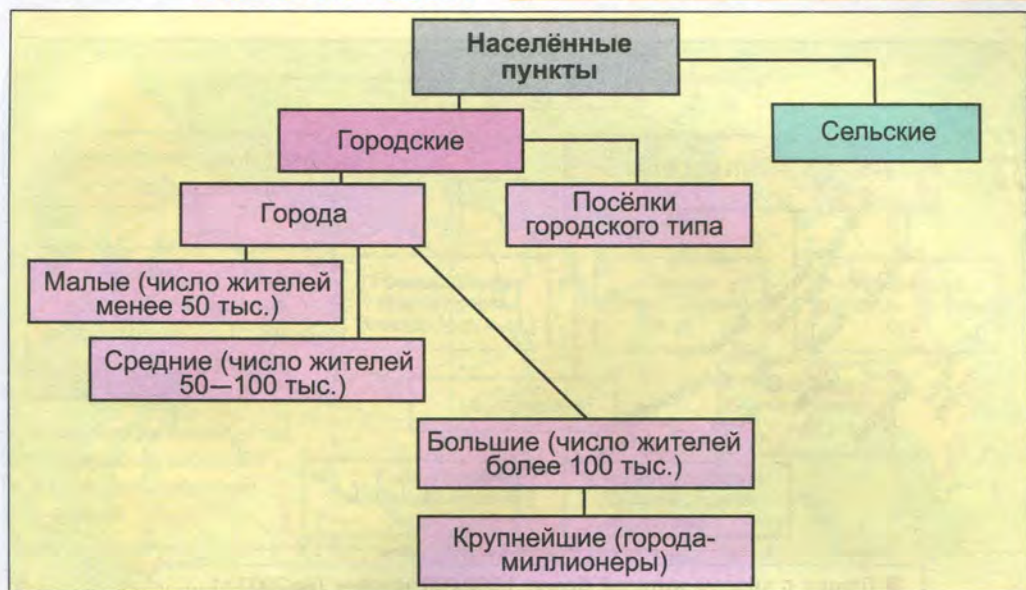 Населённые
пункты
Городские
Сельские
Города
Посёлки
городского типа
Малые (число жителей
менее 50 тыс.)
Средние (число жителей
50—100 тыс.)
Большие (число жителей
более 100 тыс.)
Крупнейшие (города-
миллионеры)